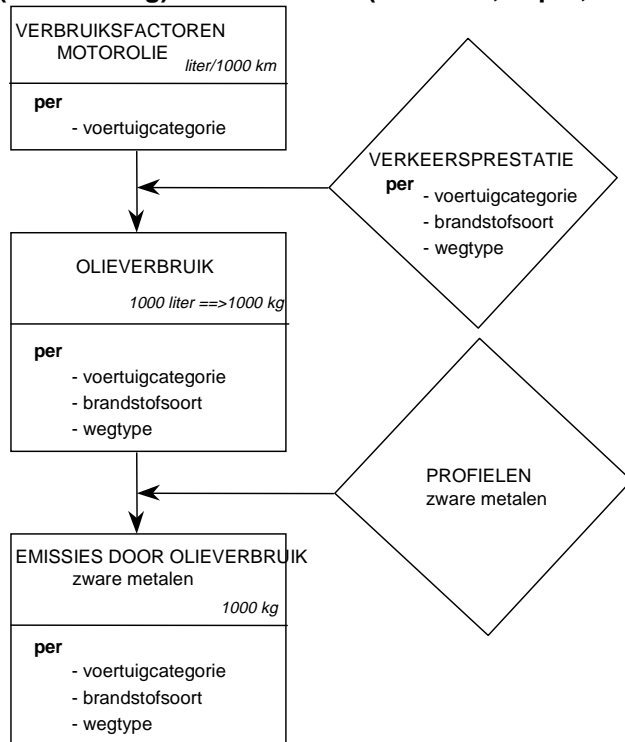 VERBRUIKSFACTOREN
MOTOROLIE
liter/1000 km
per
- voertuigcategorie
VERKEERSPRESTATIE
per
- voertuigcategorie
- brandstofsoort
- wegtype
OLIEVERBRUIK
1000 liter ==>1000 kg
per
- voertuigcategorie
- brandstofsoort
- wegtype
PROFIELEN
zware metalen
EMISSIES DOOR OLIEVERBRUIK
zware metalen
1000 kg
per
- voertuigcategorie
- brandstofsoort
- wegtype